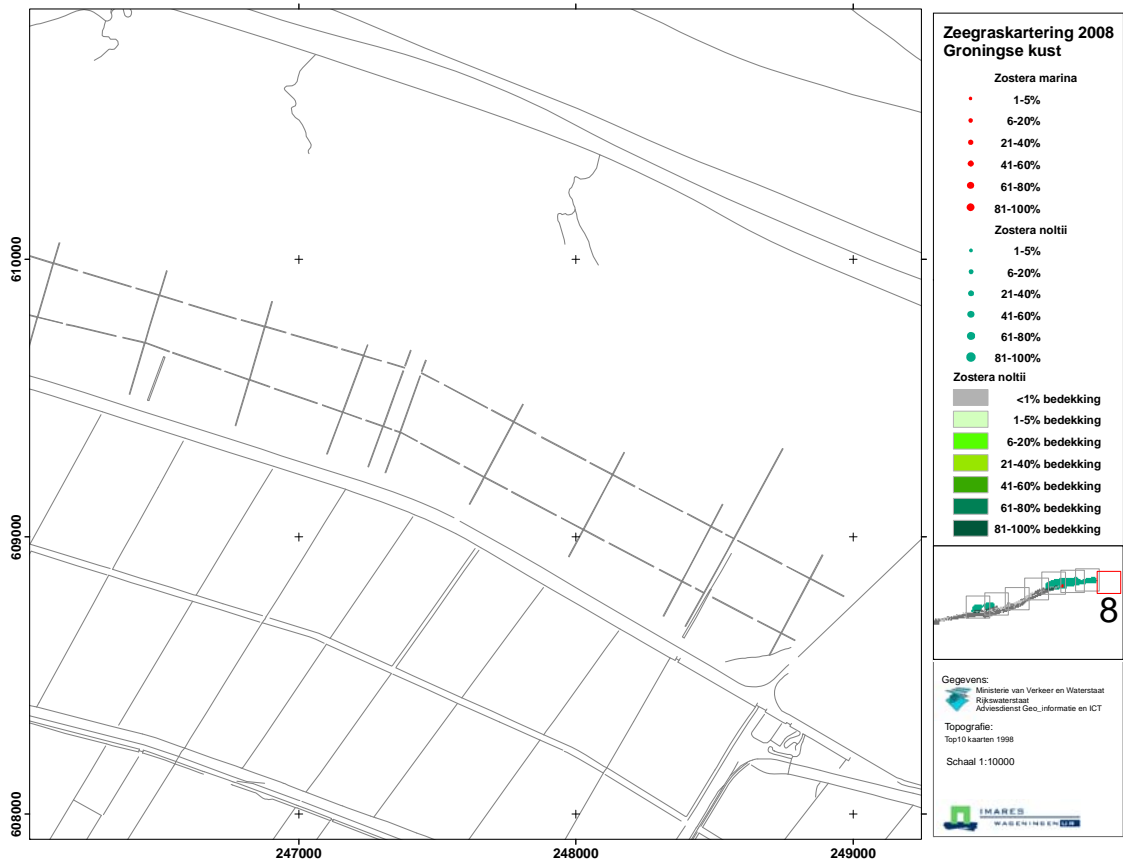 Zeegraskartering 2008
Groningse kust
Zostera marina
1-5%
6-20%
21-40%
41-60%
61-80%
81-100%
Zostera noltii
1-5%
6-20%
21-40%
41-60%
61-80%
81-100%
Zostera noltii
<1% bedekking
1-5% bedekking
6-20% bedekking
21-40% bedekking
41-60% bedekking
61-80% bedekking
81-100% bedekking
8
Gegevens:
Ministerie van Verkeer en Waterstaat
Rijkswaterstaat
Adviesdienst Geo_informatie en ICT
Topografie:
Top10 kaarten 1998
Schaal 1:10000
IMARES
WAGENINGEN UR
610000
609000
608000
247000
248000
249000